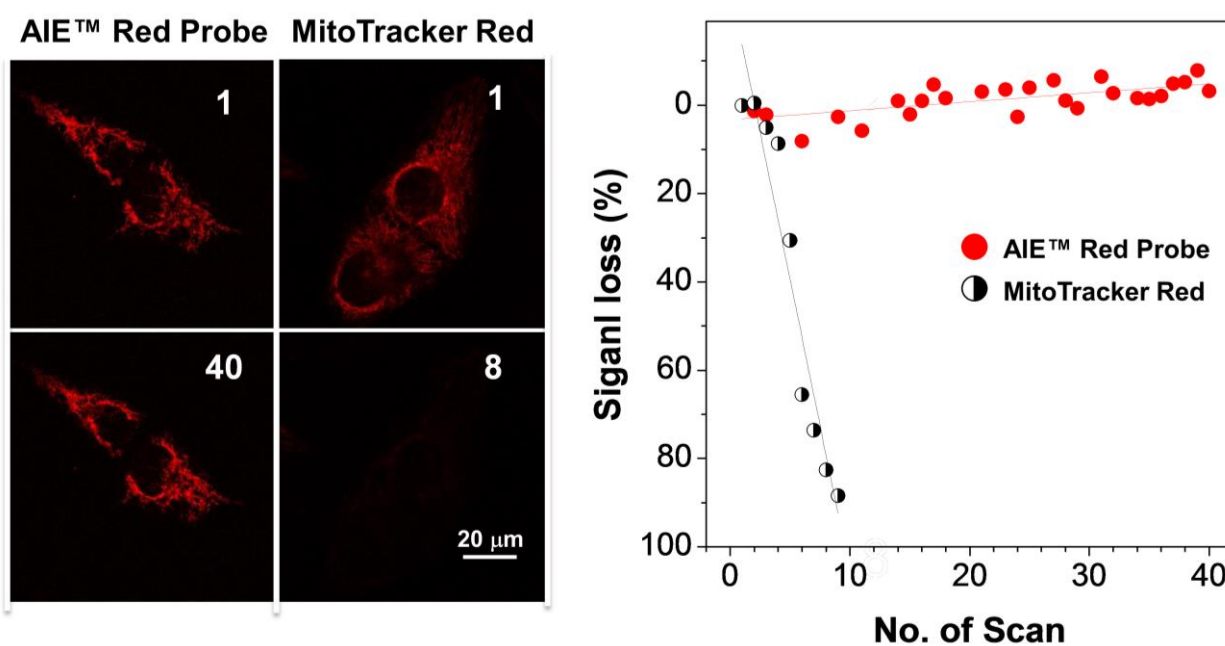 AIE™ Red Probe
MitoTracker Red
1
1
40
8
20 μm
Siganl loss (%)
0
20
40
60
80
100
AIE™ Red Probe
MitoTracker Red
0
10
20
30
40
No. of Scan